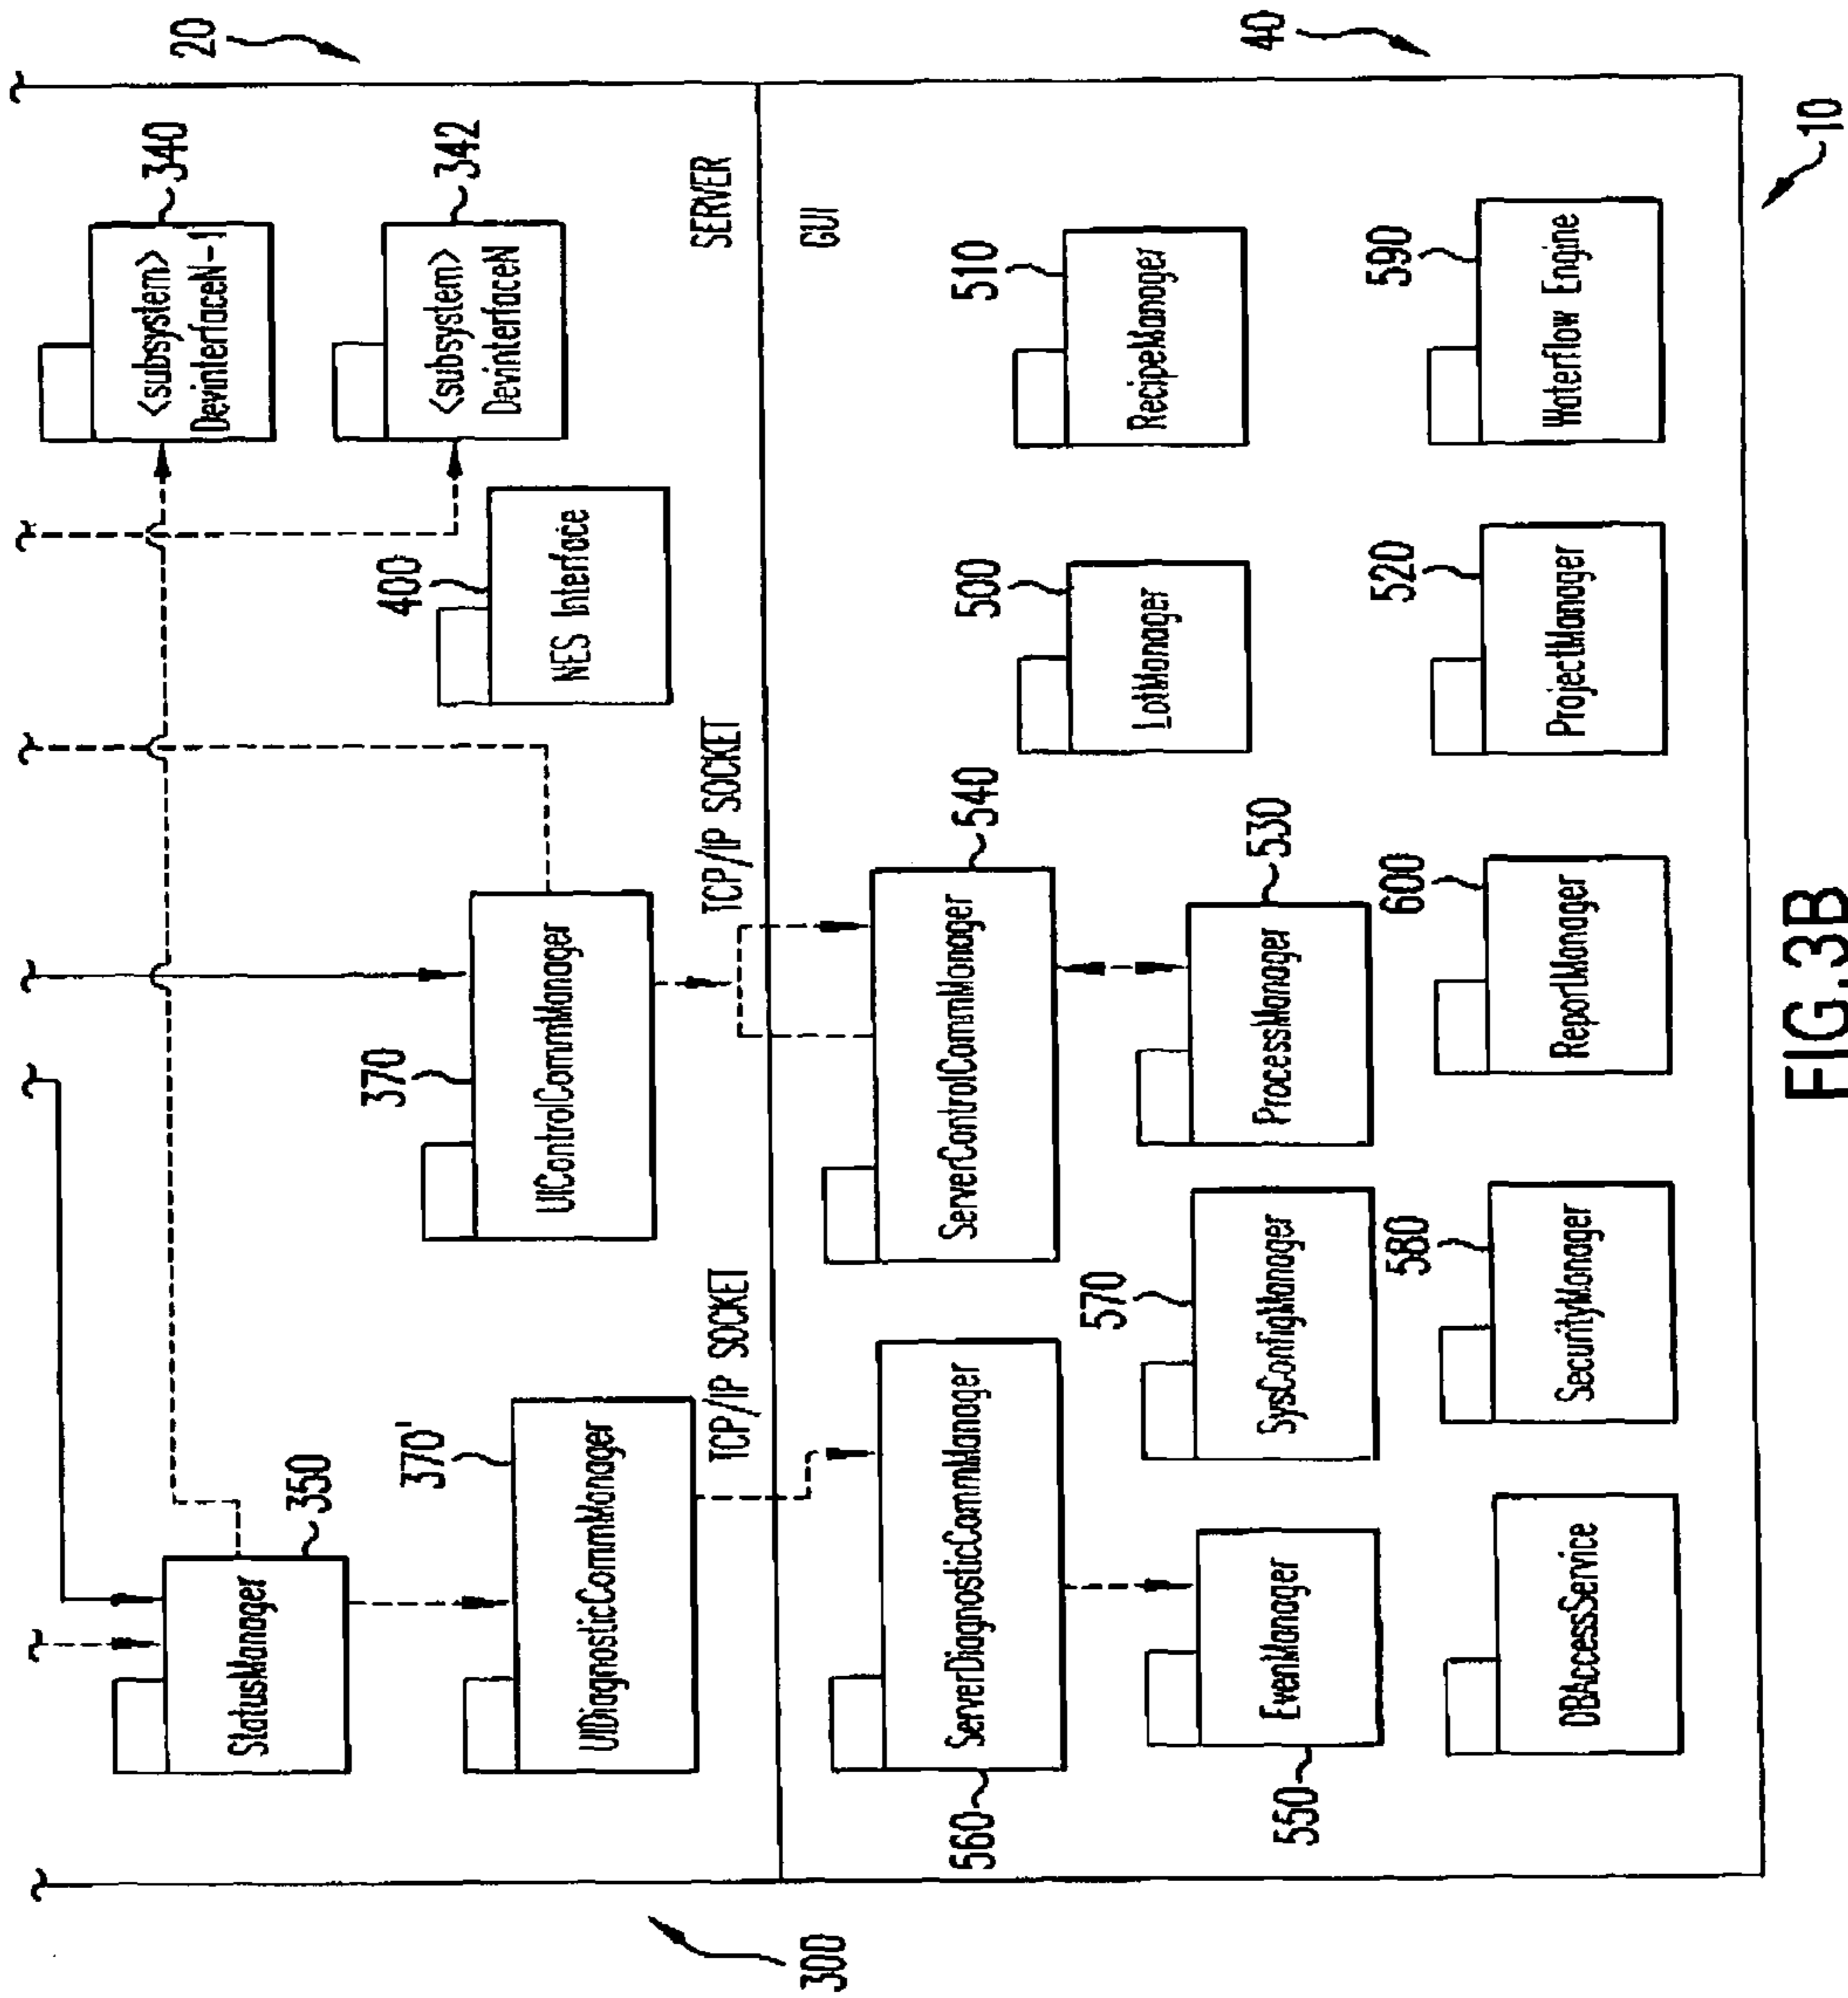 20
<subsystem>
DevinterfaceN-1
340
<subsystem>
DevinterfaceN
342
400
NES Interface
StatusManager
350
370
UIControlCommManager
370'
UIDiagnosticCommManager
TCP/IP SOCKET
TCP/IP SOCKET
SERVER
300
GUI
40
560
ServerDiagnosticCommManager
ServerControlCommManager
540
500
LotManager
510
RecipeManager
550
EvenManager
570
SysConfigManager
ProcessManager
530
DBAccessService
580
SecurityManager
600
ReportManager
520
ProjectManager
590
Waterflow Engine
10
FIG.3B